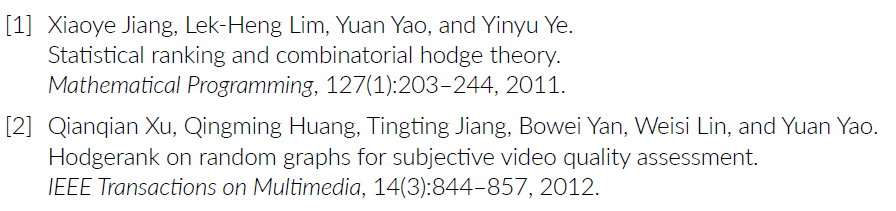 [1] Xiaoye Jiang, Lek-Heng Lim, Yuan Yao, and Yinyu Ye.
Statistical ranking and combinatorial hodge theory.
Mathematical Programming, 127(1):203–244, 2011.
[2] Qianqian Xu, Qingming Huang, Tingting Jiang, Bowei Yan, Weisi Lin, and Yuan Yao.
Hodgerank on random graphs for subjective video quality assessment.
IEEE Transactions on Multimedia, 14(3):844–857, 2012.